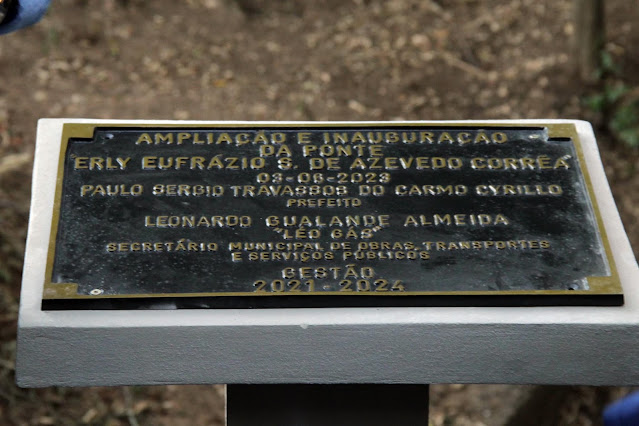 AMPLIAÇÃO E INAUGURAÇÃO
DA PONTE
ERLY EUFRÁZIO S. DE AZEVEDO CORRÊA
03-06-2023
PAULO SERGIO TRAVASSOS DO CARMO CYRILLO
PREFEITO
LEONARDO GUALANDE ALMEIDA
"LÉO GÁS"
SECRETÁRIO MUNICIPAL DE OBRAS, TRANSPORTES
E SERVIÇOS PÚBLICOS
GESTÃO
2021 - 2024